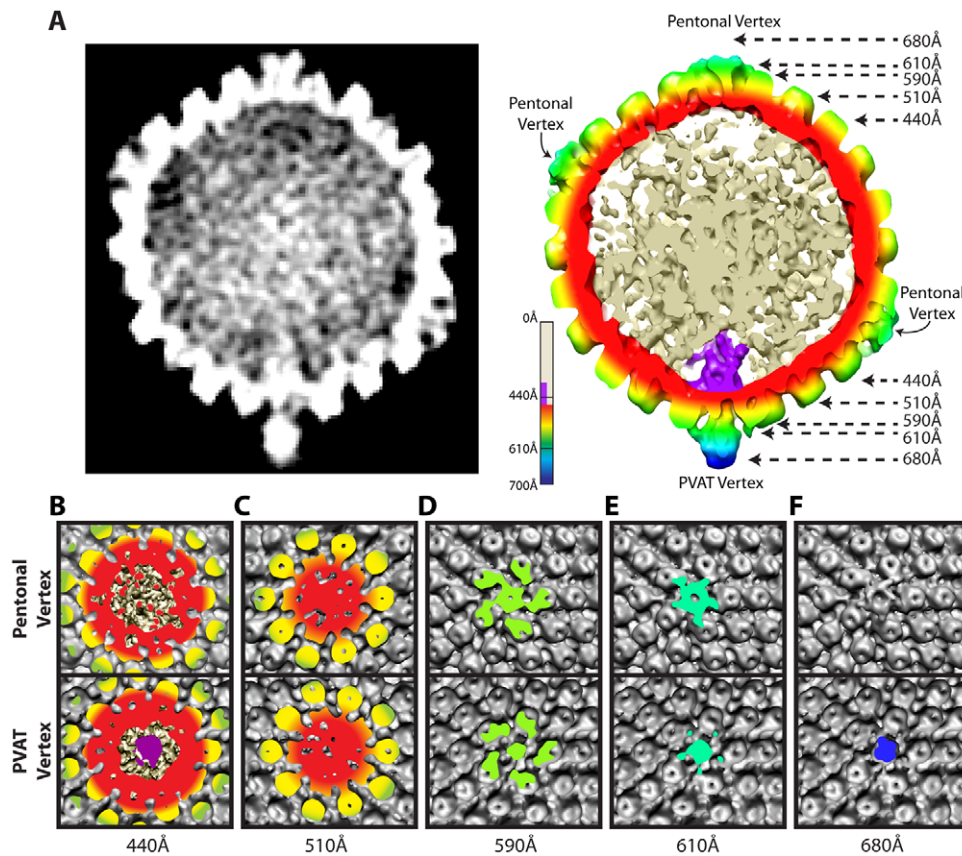 A
Pentonal Vertex
680Å
610Å
590Å
510Å
440Å
Pentonal
Vertex
Pentonal
Vertex
0Å
440Å
610Å
700Å
440Å
510Å
590Å
610Å
680Å
PVAT Vertex
B
C
D
E
F
Pentonal
Vertex
PVAT
Vertex
440Å
510Å
590Å
610Å
680Å